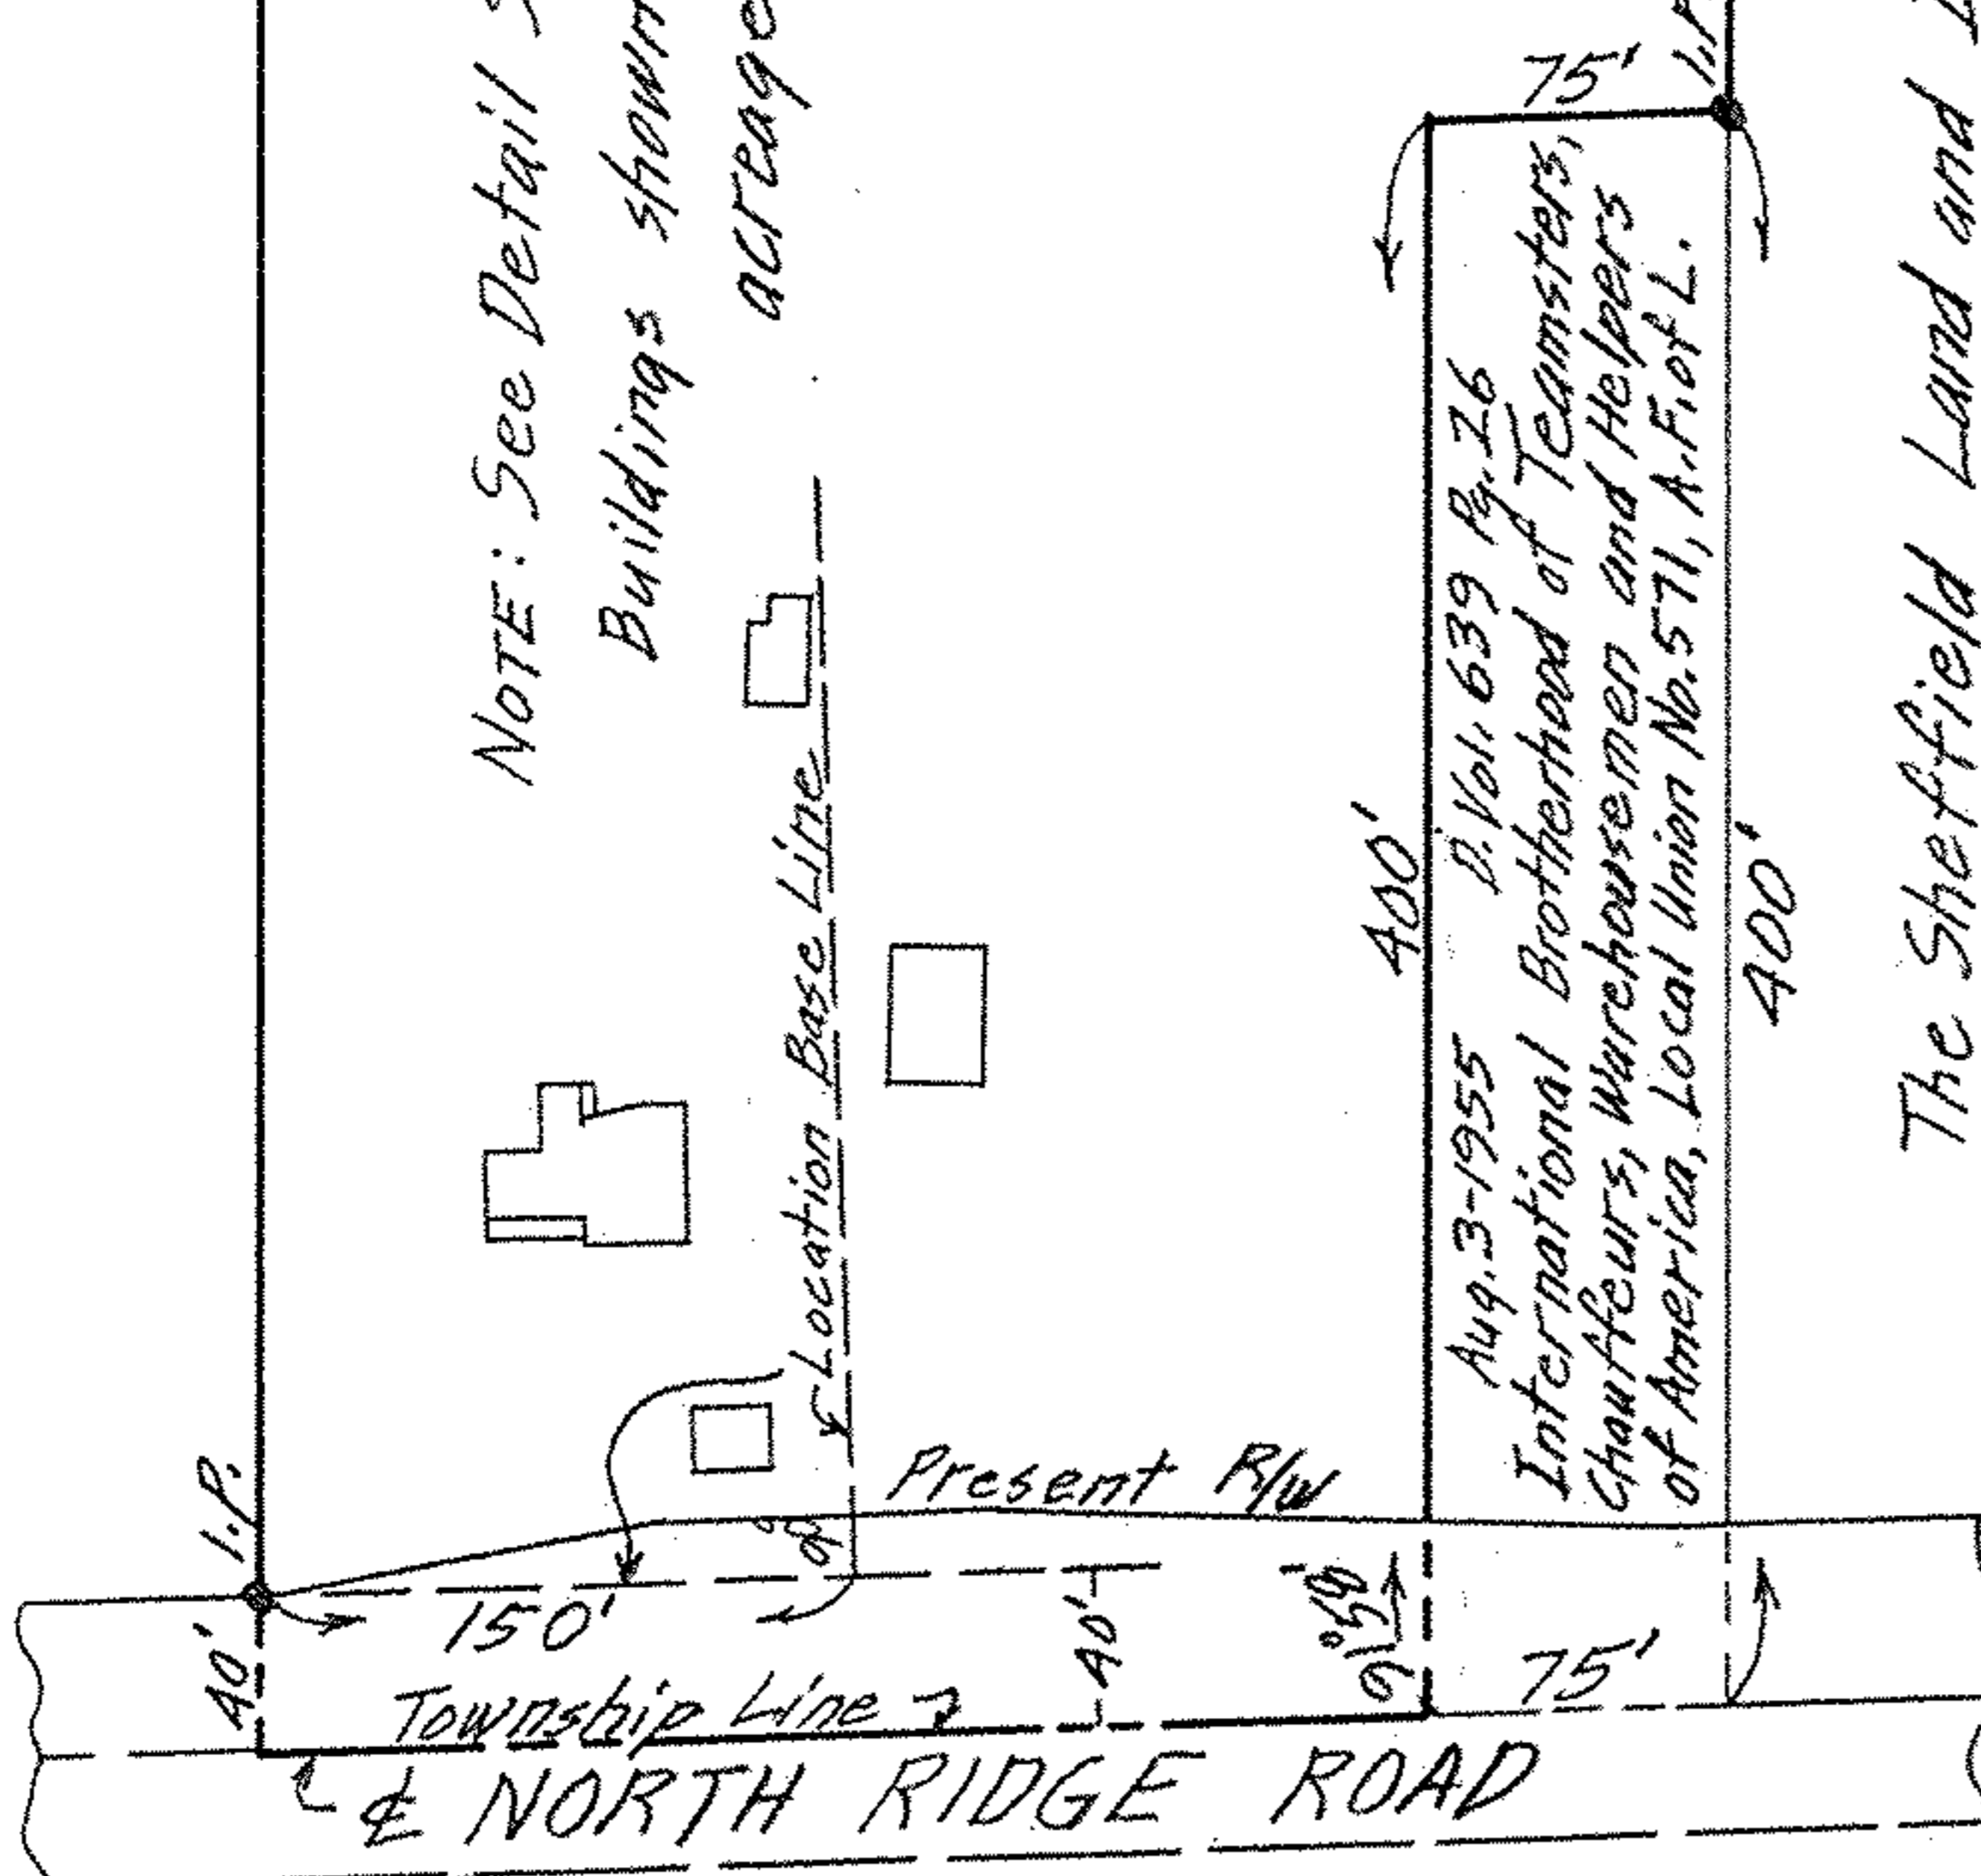 NOTE: See Detail
Buildings shown
acreage
75'
I.P.
400'
Aug. 3-1955 D. Vol. 639 Pg. 26
International Brotherhood of Teamsters,
Chauffeurs, Warehousemen and Helpers
of America, Local Union No. 571, A.F. of L.
400'
The Sheffield Land and
℄ Location Base Line
Present R/W
I.P.
40'
150'
90°
40'
75'
Township Line
℄ NORTH RIDGE ROAD